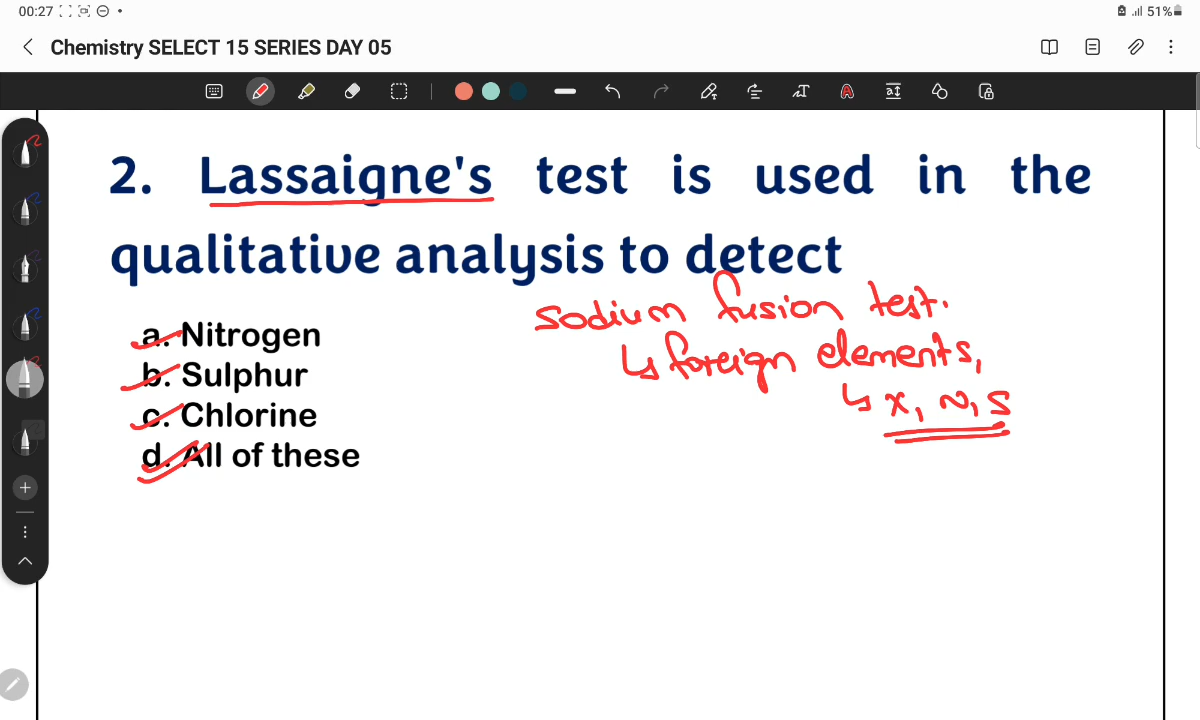 00:27
51%
Chemistry SELECT 15 SERIES DAY 05
2. Lassaigne's test is used in the
qualitative analysis to detect
sodium fusion test.
a. Nitrogen
↳ foreign elements,
b. Sulphur
↳ x, N, S
c. Chlorine
d. All of these